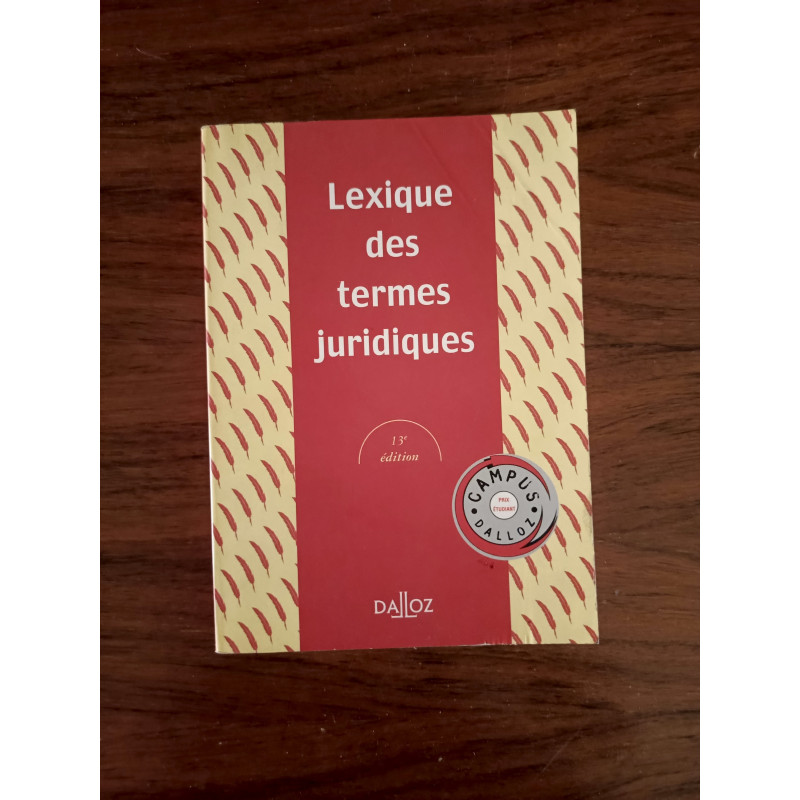 Lexique
des
termes
juridiques
13e
édition
CAMPUS
PRIX
ÉTUDIANT
DALLOZ
DALLOZ